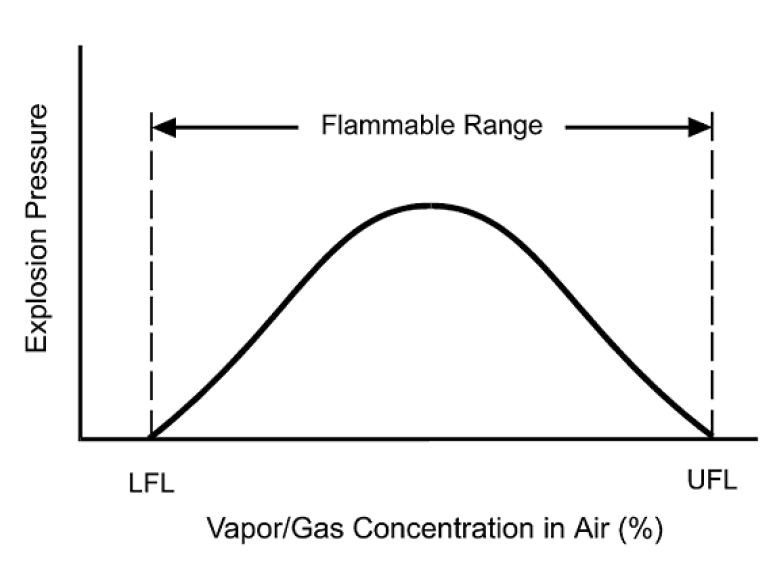 Flammable Range
Explosion Pressure
LFL
UFL
Vapor/Gas Concentration in Air (%)